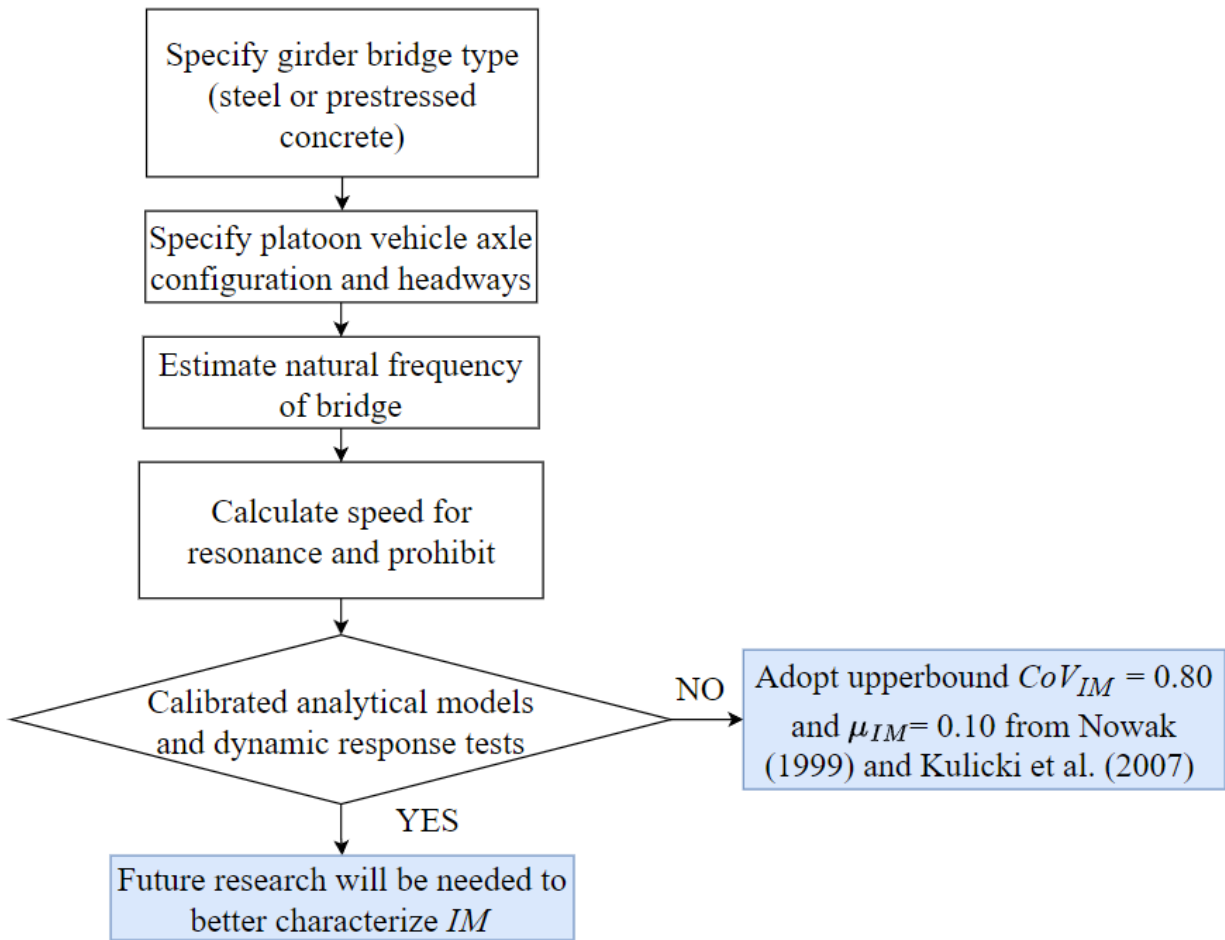 Specify girder bridge type
(steel or prestressed
concrete)
Specify platoon vehicle axle
configuration and headways
Estimate natural frequency
of bridge
Calculate speed for
resonance and prohibit
Calibrated analytical models
and dynamic response tests
NO
Adopt upperbound CoV_IM = 0.80
and μ_IM= 0.10 from Nowak
(1999) and Kulicki et al. (2007)
YES
Future research will be needed to
better characterize IM